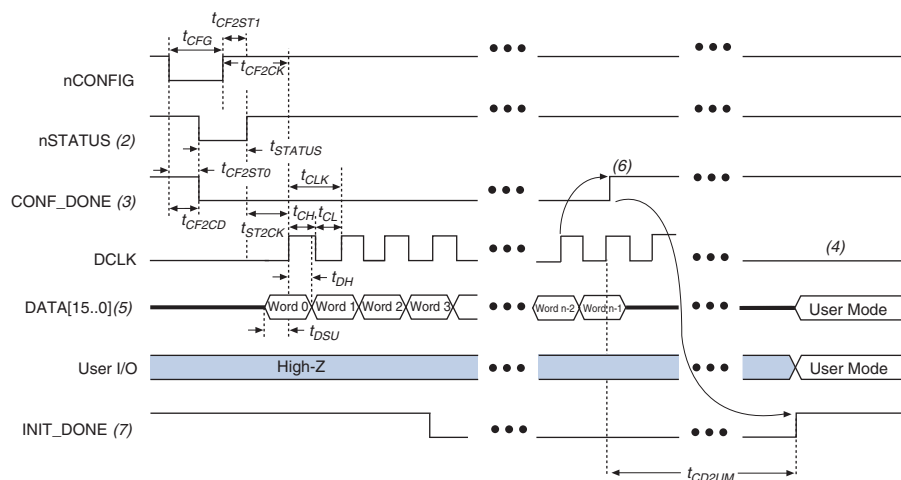 tCF2ST1
tCFG
tCF2CK
nCONFIG
nSTATUS (2)
tSTATUS
tCF2ST0
tCLK
(6)
CONF_DONE (3)
tCF2CD
tST2CK
tCH
tCL
(4)
DCLK
tDH
DATA[15..0](5)
Word 0
Word 1
Word 2
Word 3
Word n-2
Word n-1
User Mode
tDSU
User I/O
High-Z
User Mode
INIT_DONE (7)
tCD2UM